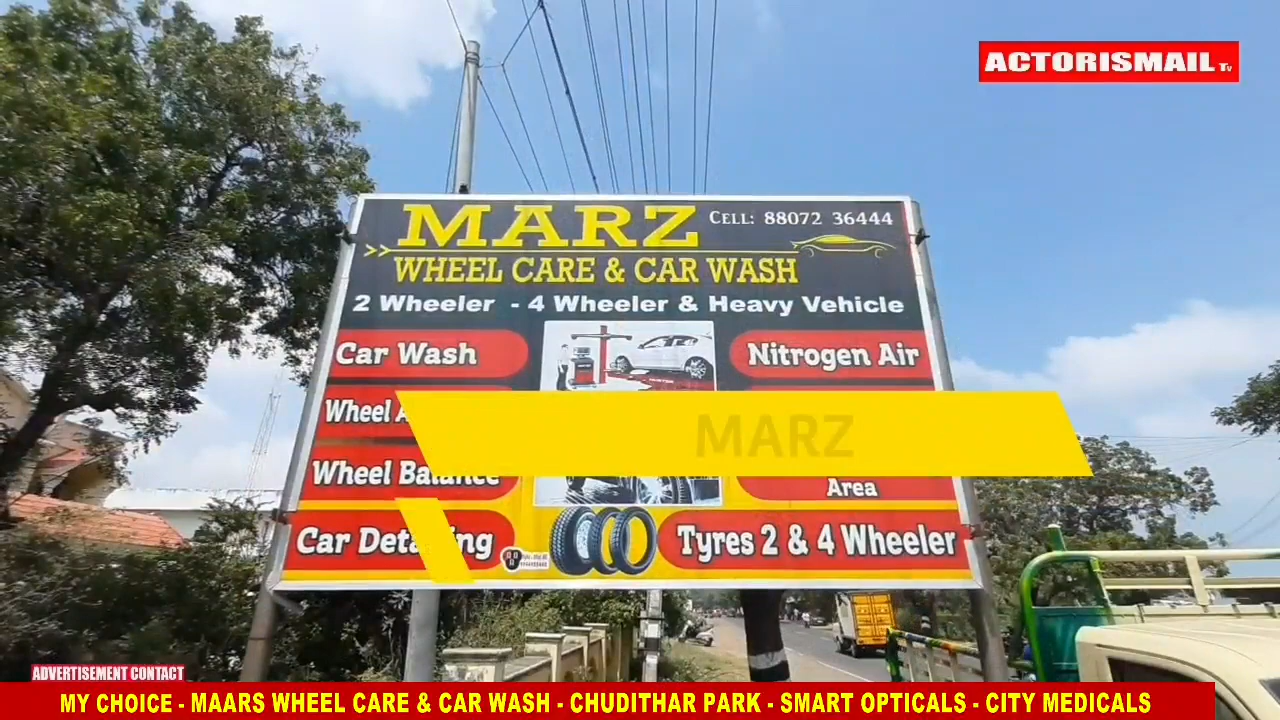 ACTORISMAIL Tv
MARZ
CELL: 88072 36444
WHEEL CARE & CAR WASH
2 Wheeler - 4 Wheeler & Heavy Vehicle
Car Wash
Nitrogen Air
Wheel
MARZ
Wheel Balance
Area
Car Detailing
Tyres 2 & 4 Wheeler
ADVERTISEMENT CONTACT
MY CHOICE - MAARS WHEEL CARE & CAR WASH - CHUDITHAR PARK - SMART OPTICALS - CITY MEDICALS